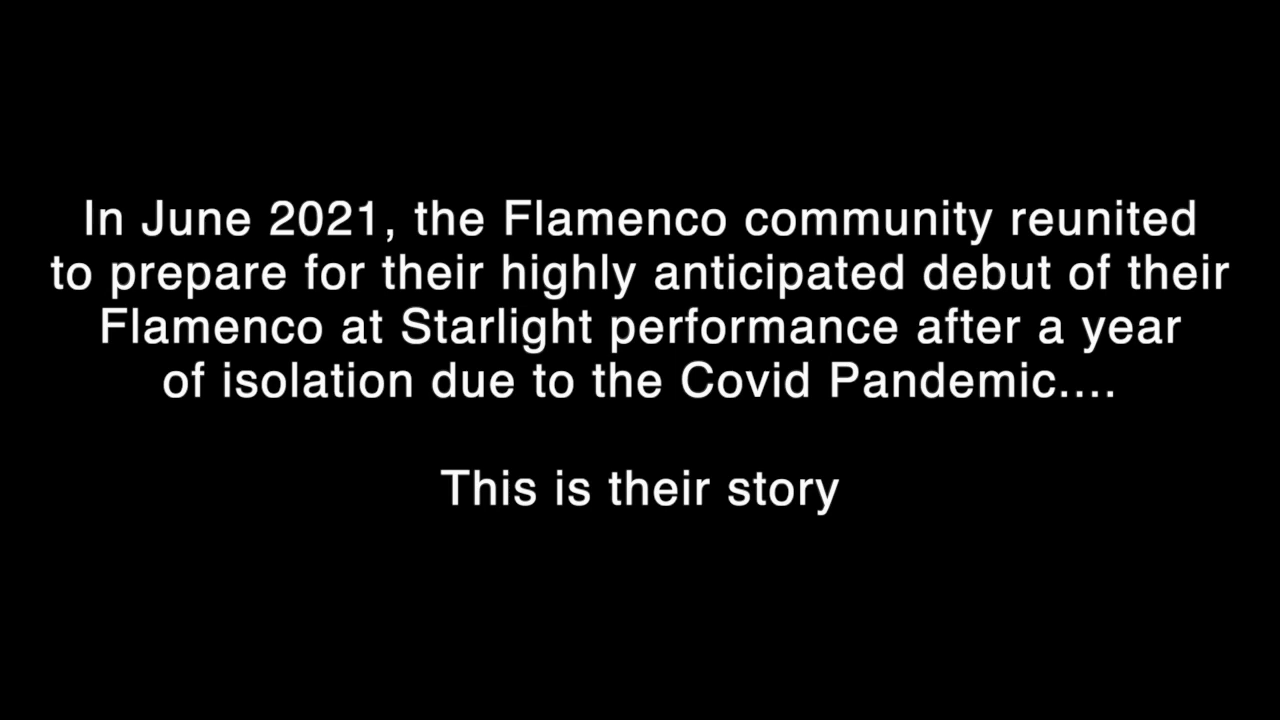 In June 2021, the Flamenco community reunited
to prepare for their highly anticipated debut of their
Flamenco at Starlight performance after a year
of isolation due to the Covid Pandemic....
This is their story